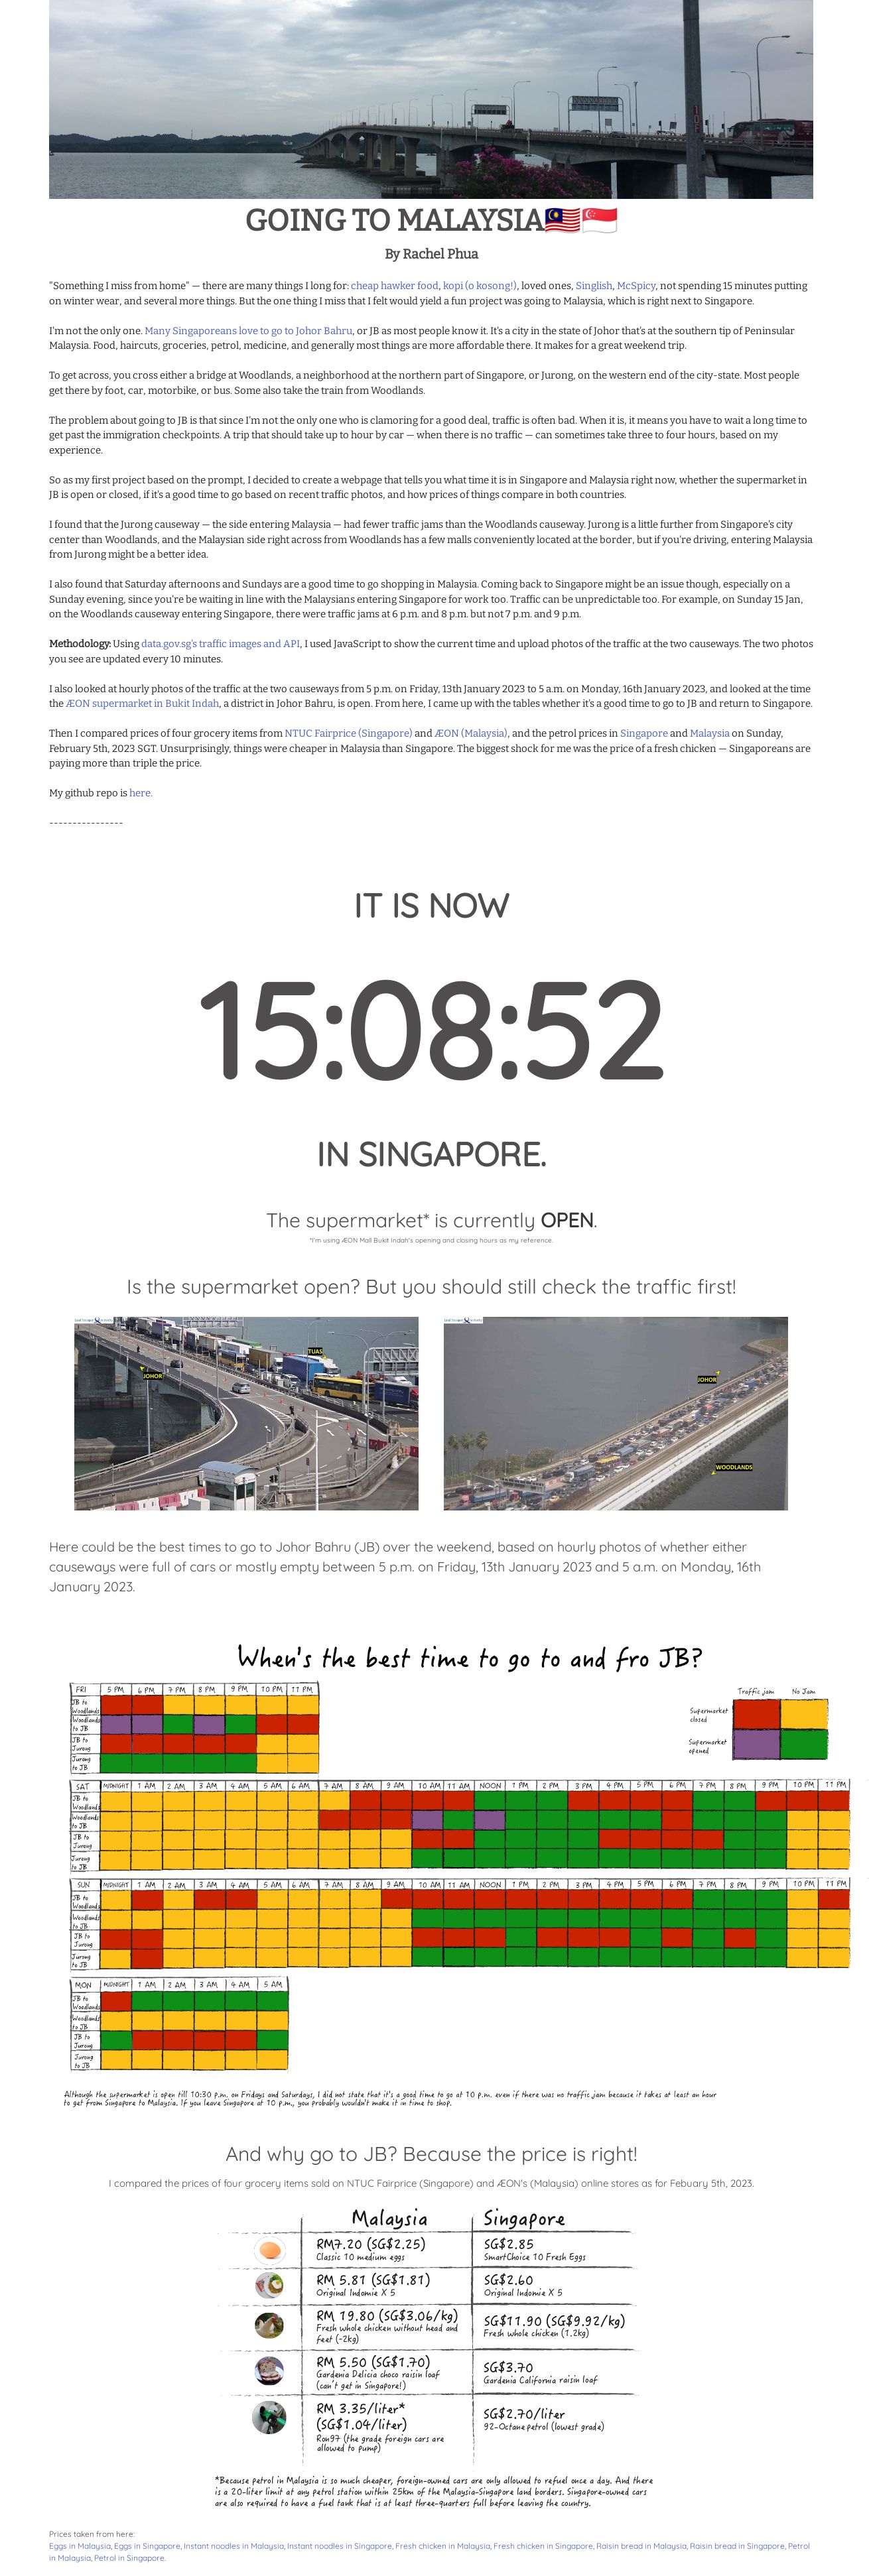 GOING TO MALAYSIA🇲🇾🇸🇬
By Rachel Phua
"Something I miss from home" — there are many things I long for: cheap hawker food, kopi (o kosong!), loved ones, Singlish, McSpicy, not spending 15 minutes putting
on winter wear, and several more things. But the one thing I miss that I felt would yield a fun project was going to Malaysia, which is right next to Singapore.
I'm not the only one. Many Singaporeans love to go to Johor Bahru, or JB as most people know it. It's a city in the state of Johor that's at the southern tip of Peninsular
Malaysia. Food, haircuts, groceries, petrol, medicine, and generally most things are more affordable there. It makes for a great weekend trip.
To get across, you cross either a bridge at Woodlands, a neighborhood at the northern part of Singapore, or Jurong, on the western end of the city-state. Most people
get there by foot, car, motorbike, or bus. Some also take the train from Woodlands.
The problem about going to JB is that since I'm not the only one who is clamoring for a good deal, traffic is often bad. When it is, it means you have to wait a long time to
get past the immigration checkpoints. A trip that should take up to hour by car — when there is no traffic — can sometimes take three to four hours, based on my
experience.
So as my first project based on the prompt, I decided to create a webpage that tells you what time it is in Singapore and Malaysia right now, whether the supermarket in
JB is open or closed, if it's a good time to go based on recent traffic photos, and how prices of things compare in both countries.
I found that the Jurong causeway — the side entering Malaysia — had fewer traffic jams than the Woodlands causeway. Jurong is a little further from Singapore's city
center than Woodlands, and the Malaysian side right across from Woodlands has a few malls conveniently located at the border, but if you're driving, entering Malaysia
from Jurong might be a better idea.
I also found that Saturday afternoons and Sundays are a good time to go shopping in Malaysia. Coming back to Singapore might be an issue though, especially on a
Sunday evening, since you're be waiting in line with the Malaysians entering Singapore for work too. Traffic can be unpredictable too. For example, on Sunday 15 Jan,
on the Woodlands causeway entering Singapore, there were traffic jams at 6 p.m. and 8 p.m. but not 7 p.m. and 9 p.m.
Methodology: Using data.gov.sg's traffic images and API, I used JavaScript to show the current time and upload photos of the traffic at the two causeways. The two photos
you see are updated every 10 minutes.
I also looked at hourly photos of the traffic at the two causeways from 5 p.m. on Friday, 13th January 2023 to 5 a.m. on Monday, 16th January 2023, and looked at the time
the ÆON supermarket in Bukit Indah, a district in Johor Bahru, is open. From here, I came up with the tables whether it's a good time to go to JB and return to Singapore.
Then I compared prices of four grocery items from NTUC Fairprice (Singapore) and ÆON (Malaysia), and the petrol prices in Singapore and Malaysia on Sunday,
February 5th, 2023 SGT. Unsurprisingly, things were cheaper in Malaysia than Singapore. The biggest shock for me was the price of a fresh chicken — Singaporeans are
paying more than triple the price.
My github repo is here.
----------------
IT IS NOW
15:08:52
IN SINGAPORE.
The supermarket* is currently OPEN.
*I'm using ÆON Mall Bukit Indah's opening and closing hours as my reference.
Is the supermarket open? But you should still check the traffic first!
JOHOR
TUAS
JOHOR
WOODLANDS
Here could be the best times to go to Johor Bahru (JB) over the weekend, based on hourly photos of whether either
causeways were full of cars or mostly empty between 5 p.m. on Friday, 13th January 2023 and 5 a.m. on Monday, 16th
January 2023.
When's the best time to go to and fro JB?
Traffic jam No Jam
Supermarket
closed
Supermarket
opened
FRI 5 PM 6 PM 7 PM 8 PM 9 PM 10 PM 11 PM
JB to
Woodlands
Woodlands
to JB
JB to
Jurong
Jurong
to JB
SAT MIDNIGHT 1 AM 2 AM 3 AM 4 AM 5 AM 6 AM 7 AM 8 AM 9 AM 10 AM 11 AM NOON 1 PM 2 PM 3 PM 4 PM 5 PM 6 PM 7 PM 8 PM 9 PM 10 PM 11 PM
JB to
Woodlands
Woodlands
to JB
JB to
Jurong
Jurong
to JB
SUN MIDNIGHT 1 AM 2 AM 3 AM 4 AM 5 AM 6 AM 7 AM 8 AM 9 AM 10 AM 11 AM NOON 1 PM 2 PM 3 PM 4 PM 5 PM 6 PM 7 PM 8 PM 9 PM 10 PM 11 PM
JB to
Woodlands
Woodlands
to JB
JB to
Jurong
Jurong
to JB
MON MIDNIGHT 1 AM 2 AM 3 AM 4 AM 5 AM
JB to
Woodlands
Woodlands
to JB
JB to
Jurong
Jurong
to JB
Although the supermarket is open till 10:30 p.m. on Fridays and Saturdays, I did not state that it's a good time to go at 10 p.m. even if there was no traffic jam because it takes at least an hour
to get from Singapore to Malaysia. If you leave Singapore at 10 p.m., you probably wouldn't make it in time to shop.
And why go to JB? Because the price is right!
I compared the prices of four grocery items sold on NTUC Fairprice (Singapore) and ÆON's (Malaysia) online stores as for Febuary 5th, 2023.
Malaysia Singapore
RM7.20 (SG$2.25) SG$2.85
Classic 10 medium eggs SmartChoice 10 Fresh Eggs
RM 5.81 (SG$1.81) SG$2.60
Original Indomie X 5 Original Indomie X 5
RM 19.80 (SG$3.06/kg) SG$11.90 (SG$9.92/kg)
Fresh whole chicken without head and Fresh whole chicken (1.2kg)
feet (~2kg)
RM 5.50 (SG$1.70) SG$3.70
Gardenia Delicia choco raisin loaf Gardenia California raisin loaf
(can't get in Singapore!)
RM 3.35/liter* SG$2.70/liter
(SG$1.04/liter) 92-Octane petrol (lowest grade)
Ron97 (the grade foreign cars are
allowed to pump)
*Because petrol in Malaysia is so much cheaper, foreign-owned cars are only allowed to refuel once a day. And there
is a 20-liter limit at any petrol station within 25km of the Malaysia-Singapore land borders. Singapore-owned cars
are also required to have a fuel tank that is at least three-quarters full before leaving the country.
Prices taken from here:
Eggs in Malaysia, Eggs in Singapore, Instant noodles in Malaysia, Instant noodles in Singapore, Fresh chicken in Malaysia, Fresh chicken in Singapore, Raisin bread in Malaysia, Raisin bread in Singapore, Petrol
in Malaysia, Petrol in Singapore.